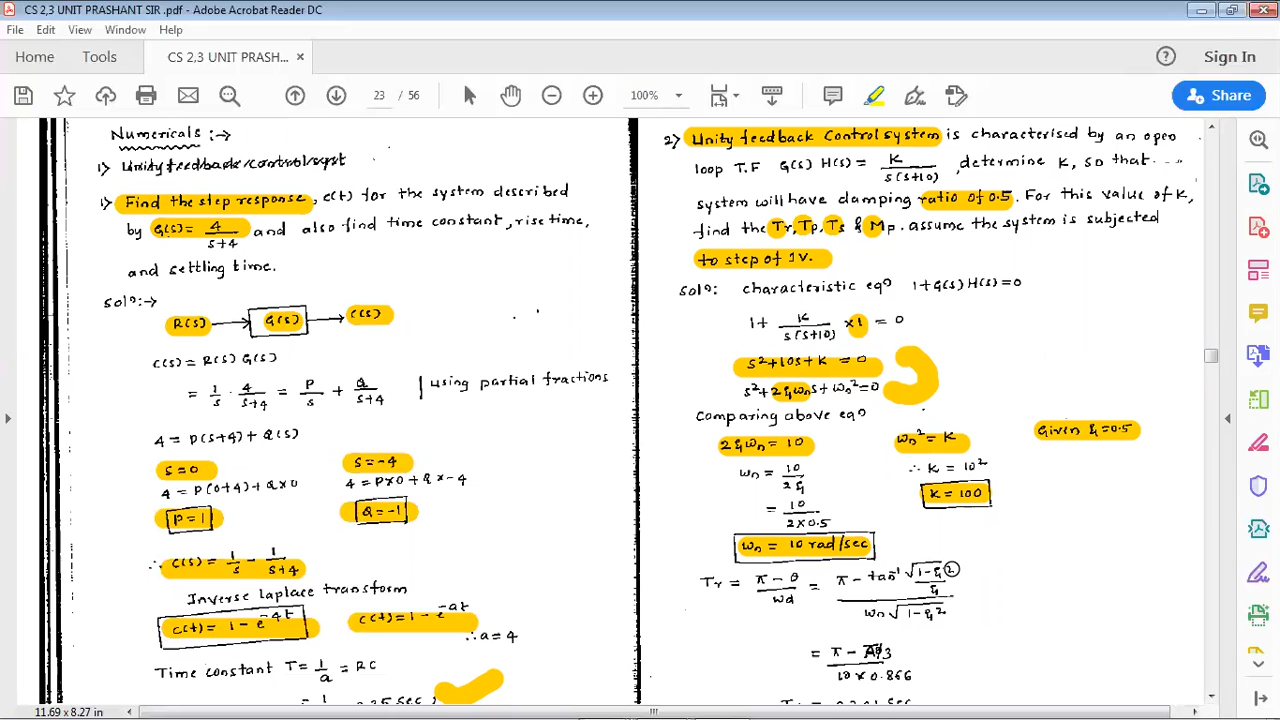 CS 2,3 UNIT PRASHANT SIR .pdf - Adobe Acrobat Reader DC
File Edit View Window Help
Home Tools CS 2,3 UNIT PRASH... × Sign In
23 / 56 100% Share
Numericals :→
1) Unity feedback control syst
1) Find the step response, c(t) for the system described
by G(s) = 4/(s+4) and also find time constant, rise time,
and settling time.
Solⁿ:→
R(s) → G(s) → C(s)
C(s) = R(s) G(s)
= 1/s · 4/(s+4) = P/s + Q/(s+4) | using partial fractions
4 = P(s+4) + Q(s)
s=0 s=-4
4 = P(0+4) + Q×0 4 = P×0 + Q×-4
P=1 Q=-1
∴ C(s) = 1/s - 1/(s+4)
Inverse laplace transform
c(t) = 1 - e^-4t c(t) = 1 - e^-at
∴ a = 4
Time constant T = 1/a = RC
2) Unity feedback Control system is characterised by an open
loop T.F G(s) H(s) = K/(s(s+10)), determine K, so that
system will have damping ratio of 0.5. For this value of K,
find the Tr, Tp, Ts & Mp. assume the system is subjected
to step of 1V.
Solⁿ: characteristic eqⁿ 1+G(s)H(s)=0
1 + K/(s(s+10)) ×1 = 0
s²+10s+K = 0
s²+2ξωns+ωn²=0
Comparing above eqⁿ
2ξωn = 10 ωn² = K Given ξ=0.5
ωn = 10/2ξ ∴ K = 10²
= 10/(2×0.5) K = 100
ωn = 10 rad/sec
Tr = (π - θ)/ωd = (π - tan⁻¹ √(1-ξ²)/ξ)/(ωn √(1-ξ²))
= (π - π/3)/(10×0.866)
11.69 x 8.27 in